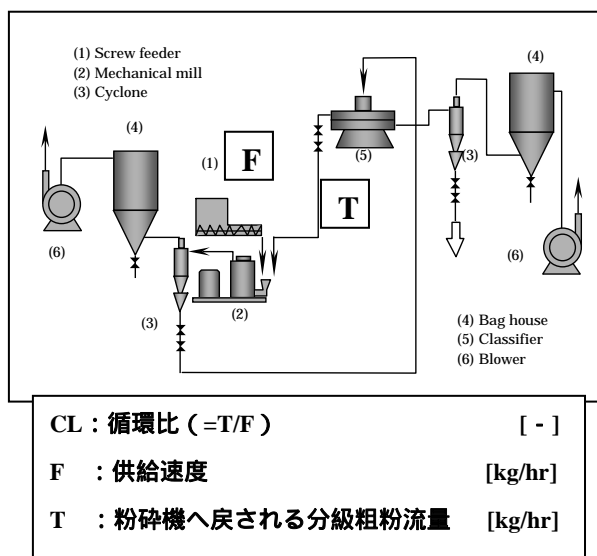 (1) Screw feeder
(2) Mechanical mill
(3) Cyclone
(4)
(4)
(1)
F
(3)
(5)
T
(6)
(6)
(2)
(3)
(4) Bag house
(5) Classifier
(6) Blower
CL：循環比（=T/F） [ - ]
F ：供給速度 [kg/hr]
T ：粉砕機へ戻される分級粗粉流量 [kg/hr]